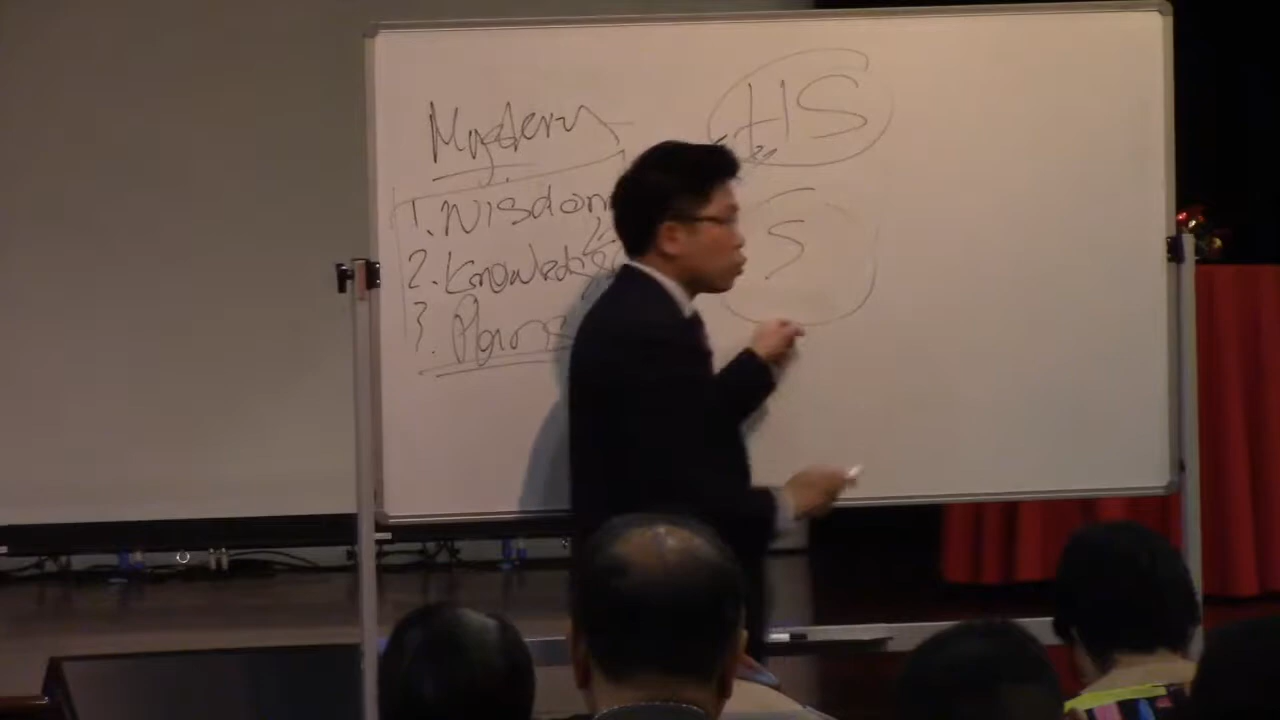 Mystery
1. Wisdom
2. Knowledge
3. Plans
HS
S